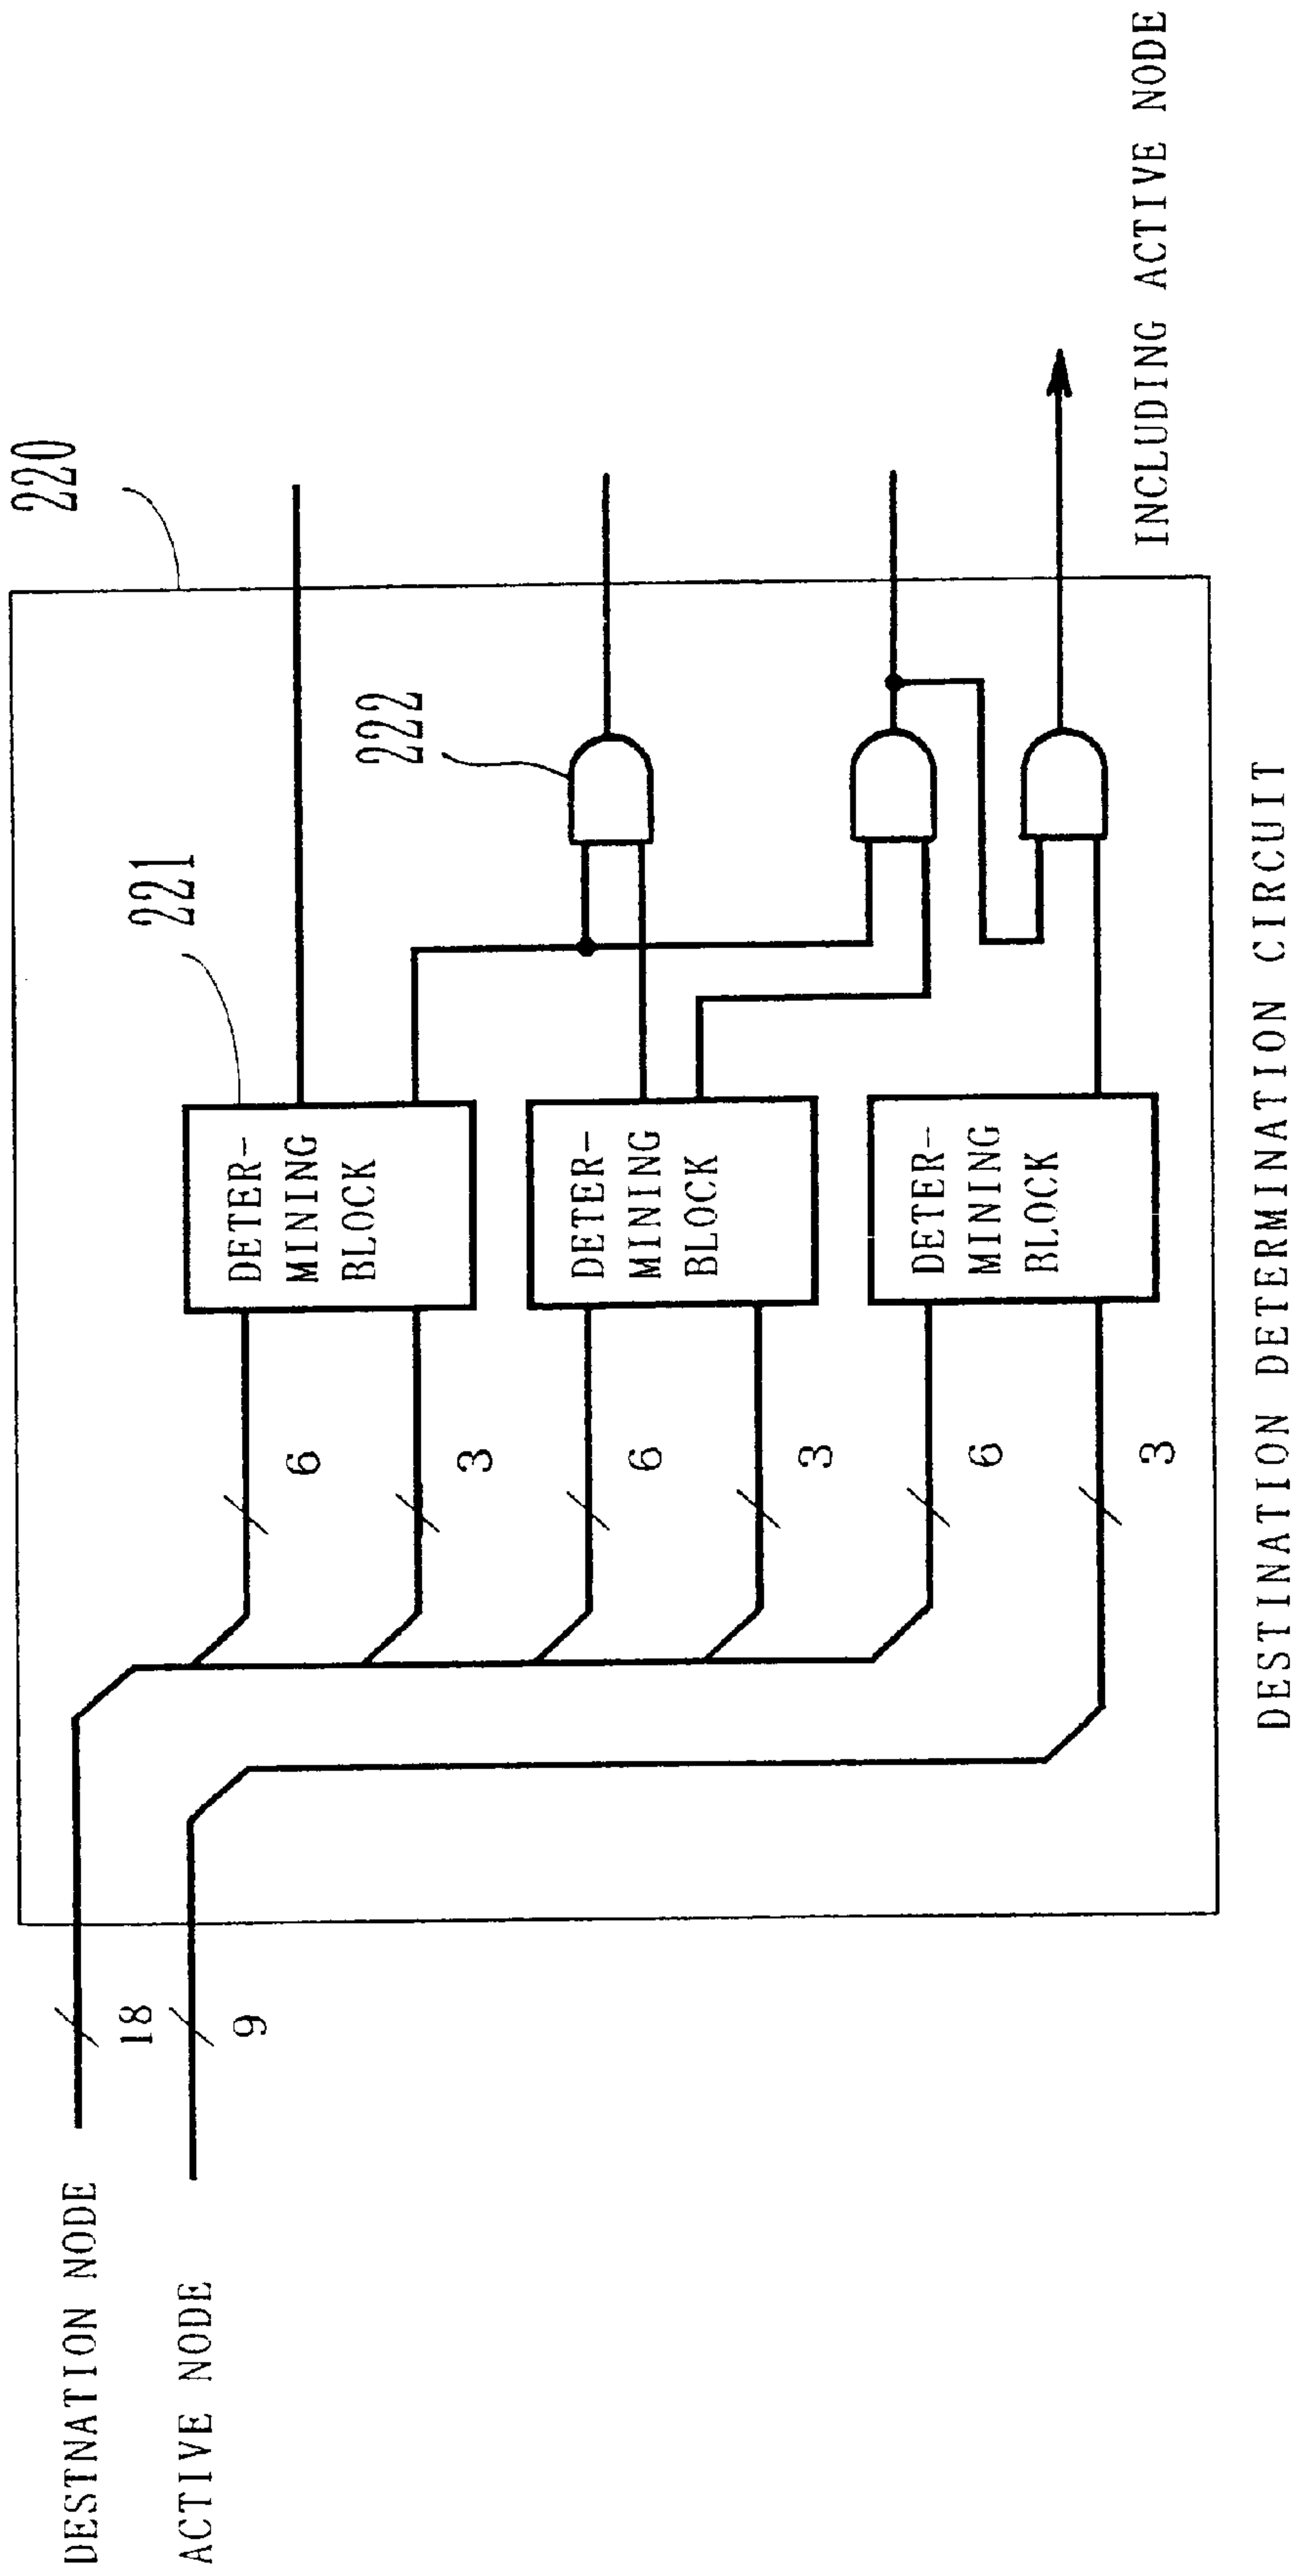 220
221
222
DESTNATION NODE
18
ACTIVE NODE
9
6
3
6
3
6
3
DETER-
MINING
BLOCK
DETER-
MINING
BLOCK
DETER-
MINING
BLOCK
INCLUDING ACTIVE NODE
DESTINATION DETERMINATION CIRCUIT